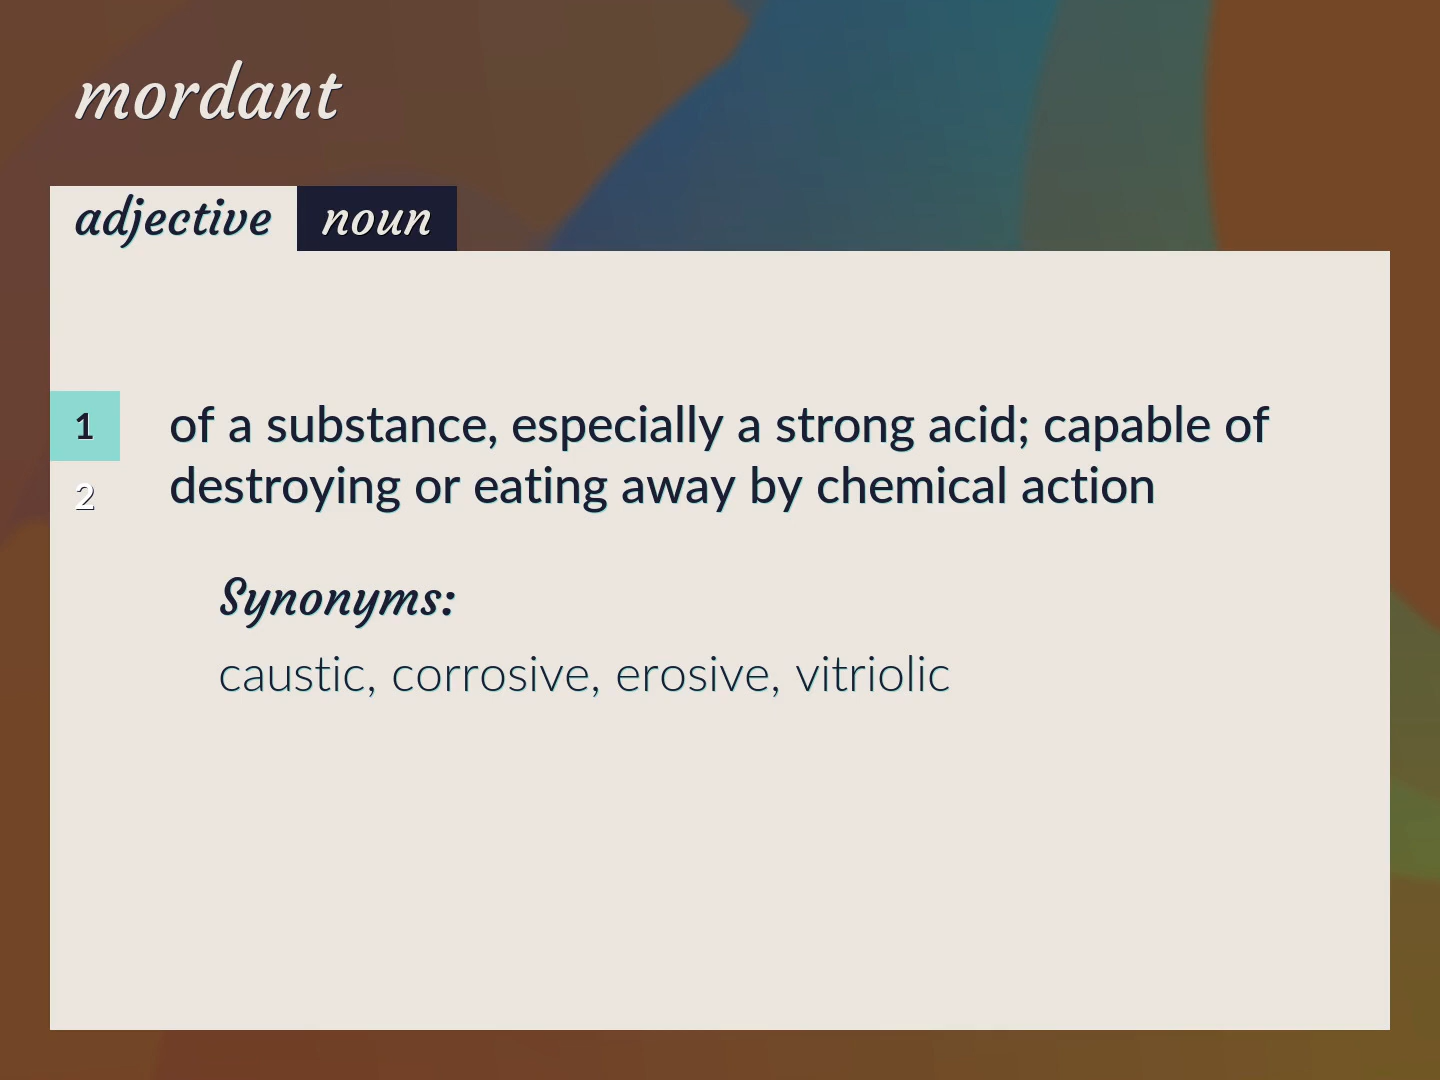 mordant
adjective noun
1 of a substance, especially a strong acid; capable of
2 destroying or eating away by chemical action
Synonyms:
caustic, corrosive, erosive, vitriolic